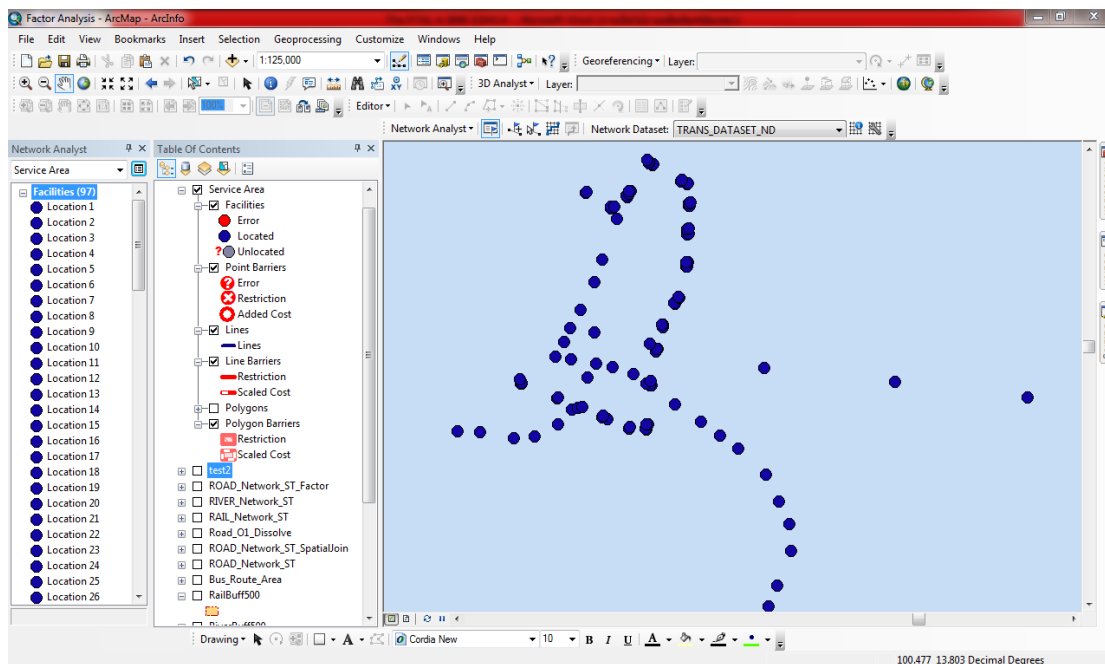 Factor Analysis - ArcMap - ArcInfo
File Edit View Bookmarks Insert Selection Geoprocessing Customize Windows Help
1:125,000 Georeferencing Layer:
3D Analyst Layer:
100% Editor
Network Analyst Network Dataset: TRANS_DATASET_ND
Network Analyst
Service Area
Facilities (97)
Location 1
Location 2
Location 3
Location 4
Location 5
Location 6
Location 7
Location 8
Location 9
Location 10
Location 11
Location 12
Location 13
Location 14
Location 15
Location 16
Location 17
Location 18
Location 19
Location 20
Location 21
Location 22
Location 23
Location 24
Location 25
Location 26
Table Of Contents
Service Area
Facilities
Error
Located
? Unlocated
Point Barriers
Error
Restriction
Added Cost
Lines
Lines
Line Barriers
Restriction
Scaled Cost
Polygons
Polygon Barriers
Restriction
Scaled Cost
test2
ROAD_Network_ST_Factor
RIVER_Network_ST
RAIL_Network_ST
Road_O1_Dissolve
ROAD_Network_ST_SpatialJoin
ROAD_Network_ST
Bus_Route_Area
RailBuff500
Drawing A Cordia New 10 B I U A
100.477 13.803 Decimal Degrees